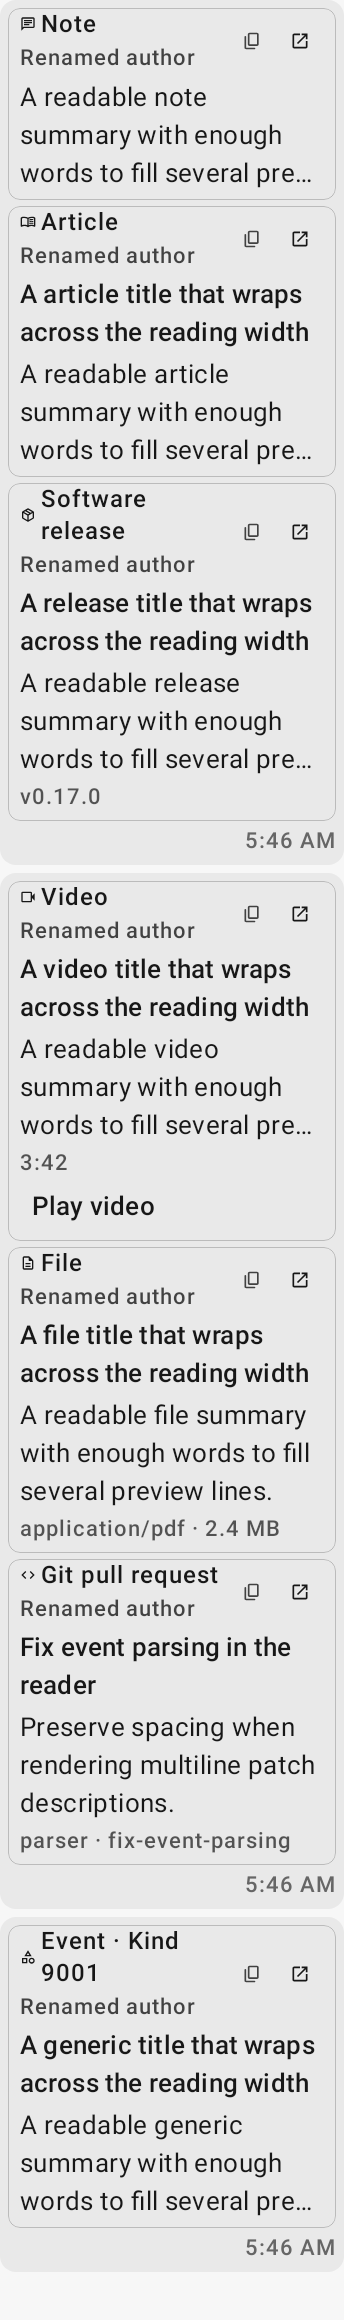 Note
Renamed author
A readable note
summary with enough
words to fill several pre…
Article
Renamed author
A article title that wraps
across the reading width
A readable article
summary with enough
words to fill several pre…
Software
release
Renamed author
A release title that wraps
across the reading width
A readable release
summary with enough
words to fill several pre…
v0.17.0
5:46 AM
Video
Renamed author
A video title that wraps
across the reading width
A readable video
summary with enough
words to fill several pre…
3:42
Play video
File
Renamed author
A file title that wraps
across the reading width
A readable file summary
with enough words to fill
several preview lines.
application/pdf · 2.4 MB
Git pull request
Renamed author
Fix event parsing in the
reader
Preserve spacing when
rendering multiline patch
descriptions.
parser · fix-event-parsing
5:46 AM
Event · Kind
9001
Renamed author
A generic title that wraps
across the reading width
A readable generic
summary with enough
words to fill several pre…
5:46 AM